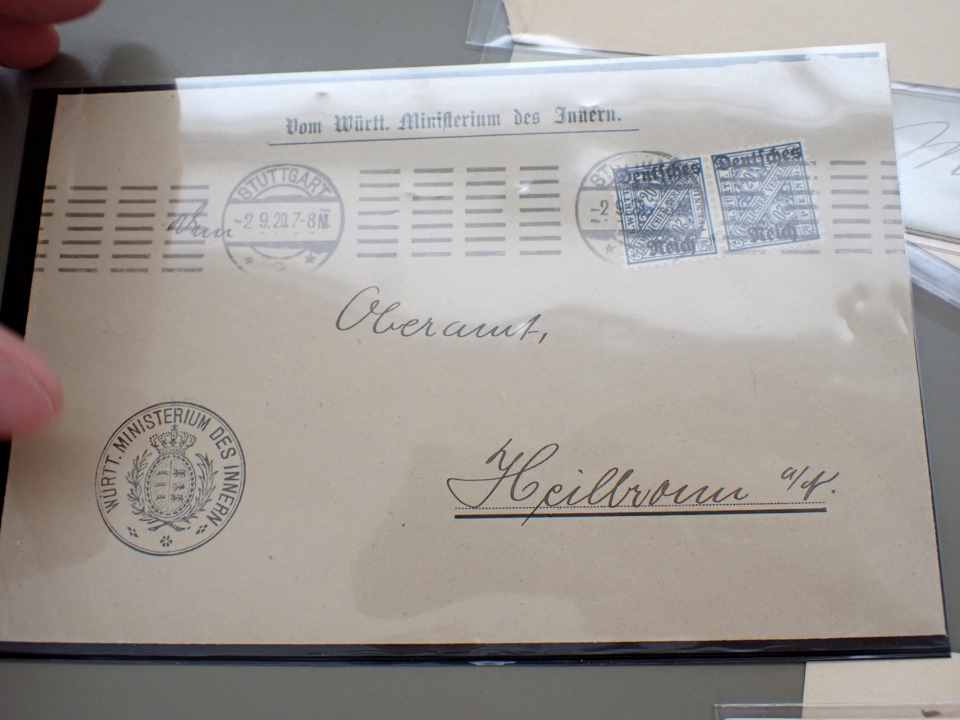 Vom Württ. Ministerium des Innern.
STUTTGART
-2.9.20.7-8N.
Deutsches
Reich
Deutsches
Reich
Oberamt,
Heilbronn a/N.
WÜRTT. MINISTERIUM DES INNERN